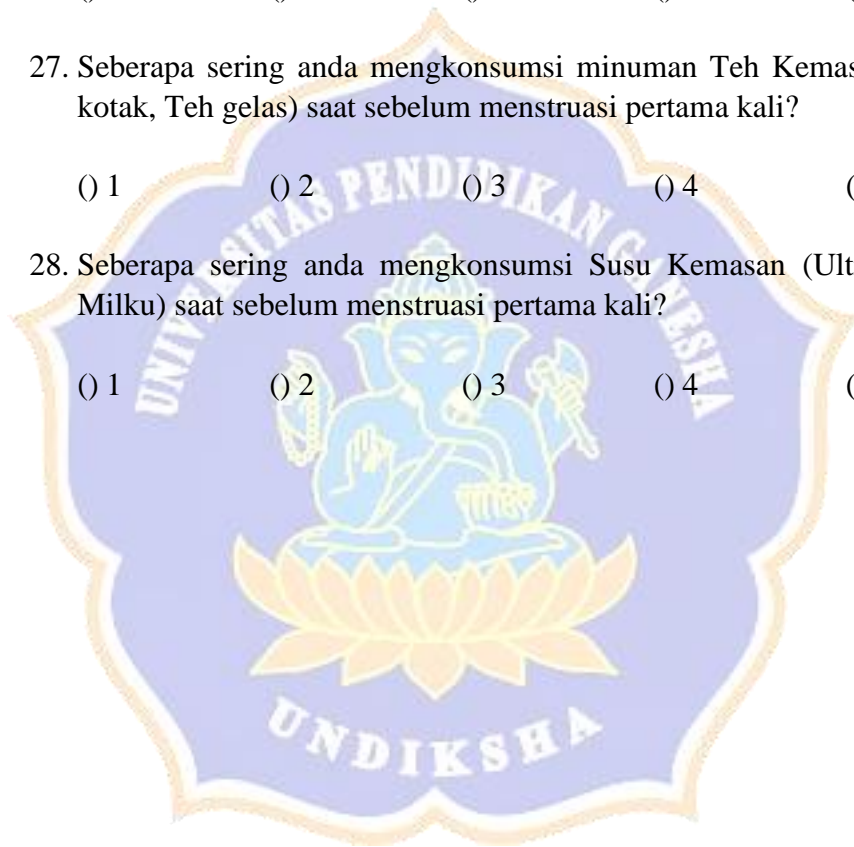 27. Seberapa sering anda mengkonsumsi minuman Teh Kemas
kotak, Teh gelas) saat sebelum menstruasi pertama kali?
() 1 () 2 () 3 () 4 (
28. Seberapa sering anda mengkonsumsi Susu Kemasan (Ult
Milku) saat sebelum menstruasi pertama kali?
() 1 () 2 () 3 () 4 (
UNIVERSITAS PENDIDIKAN GANESHA
UNDIKSHA